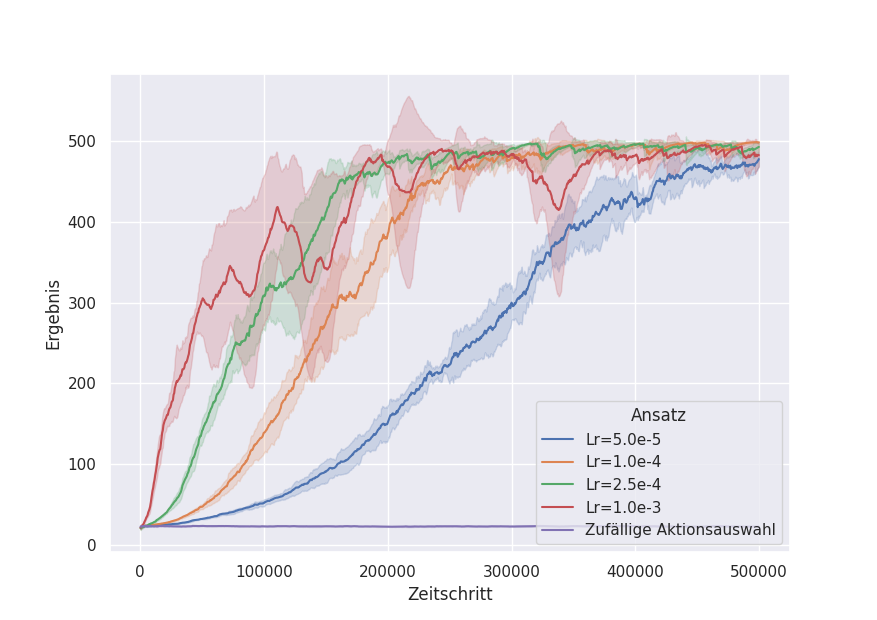 500
400
300
200
100
0
Ergebnis
Ansatz
Lr=5.0e-5
Lr=1.0e-4
Lr=2.5e-4
Lr=1.0e-3
Zufällige Aktionsauswahl
0 100000 200000 300000 400000 500000
Zeitschritt